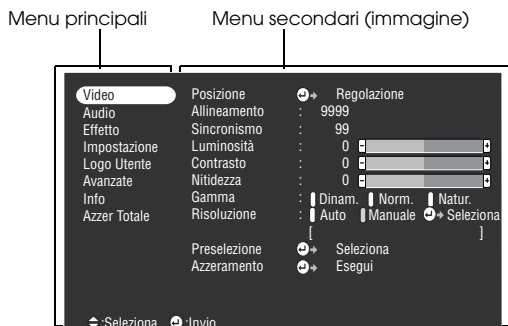 Menu principali Menu secondari (immagine)
Video Posizione Regolazione
Audio Allineamento : 9999
Effetto Sincronismo : 99
Impostazione Luminosità : 0 - +
Logo Utente Contrasto : 0 - +
Avanzate Nitidezza : 0 - +
Info Gamma : Dinam. Norm. Natur.
Azzer Totale Risoluzione : Auto Manuale Seleziona
[ ]
Preselezione Seleziona
Azzeramento Esegui
:Seleziona :Invio